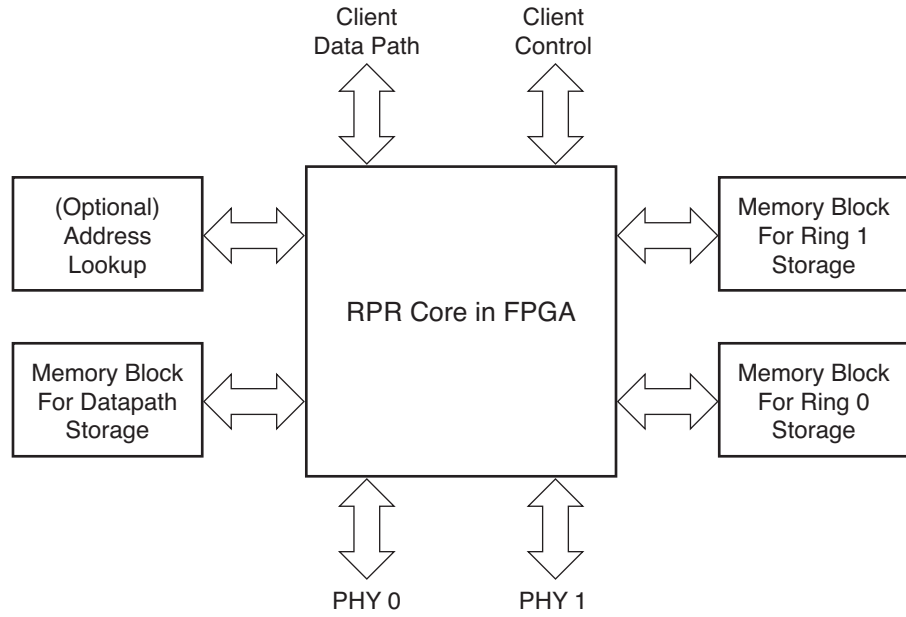 Client
Data Path
Client
Control
(Optional)
Address
Lookup
Memory Block
For Ring 1
Storage
RPR Core in FPGA
Memory Block
For Datapath
Storage
Memory Block
For Ring 0
Storage
PHY 0
PHY 1